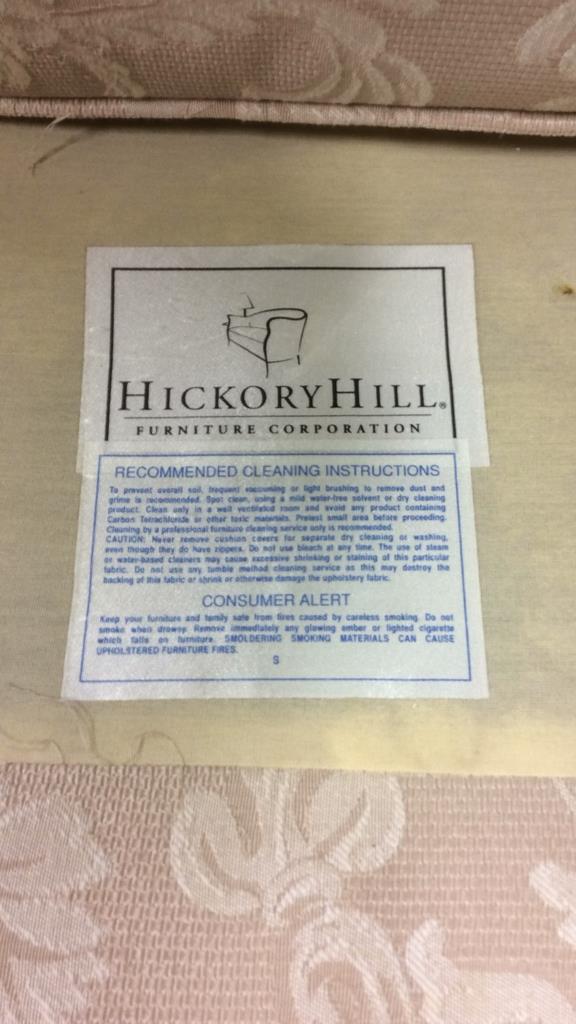 HICKORYHILL®
FURNITURE CORPORATION
RECOMMENDED CLEANING INSTRUCTIONS
To prevent overall soil, frequent vacuuming or light brushing to remove dust and
grime is recommended. Spot clean, using a mild water-free solvent or dry cleaning
product. Clean only in a well ventilated room and avoid any product containing
Carbon Tetrachloride or other toxic materials. Pretest small area before proceeding.
Cleaning by a professional furniture cleaning service only is recommended.
CAUTION: Never remove cushion covers for separate dry cleaning or washing,
even though they do have zippers. Do not use bleach at any time. The use of steam
or water-based cleaners may cause excessive shrinking or staining of this particular
fabric. Do not use any tumble method cleaning service as this may destroy the
backing of this fabric or shrink or otherwise damage the upholstery fabric.
CONSUMER ALERT
Keep your furniture and family safe from fires caused by careless smoking. Do not
smoke when drowsy. Remove immediately any glowing ember or lighted cigarette
which falls on furniture. SMOLDERING SMOKING MATERIALS CAN CAUSE
UPHOLSTERED FURNITURE FIRES.
S